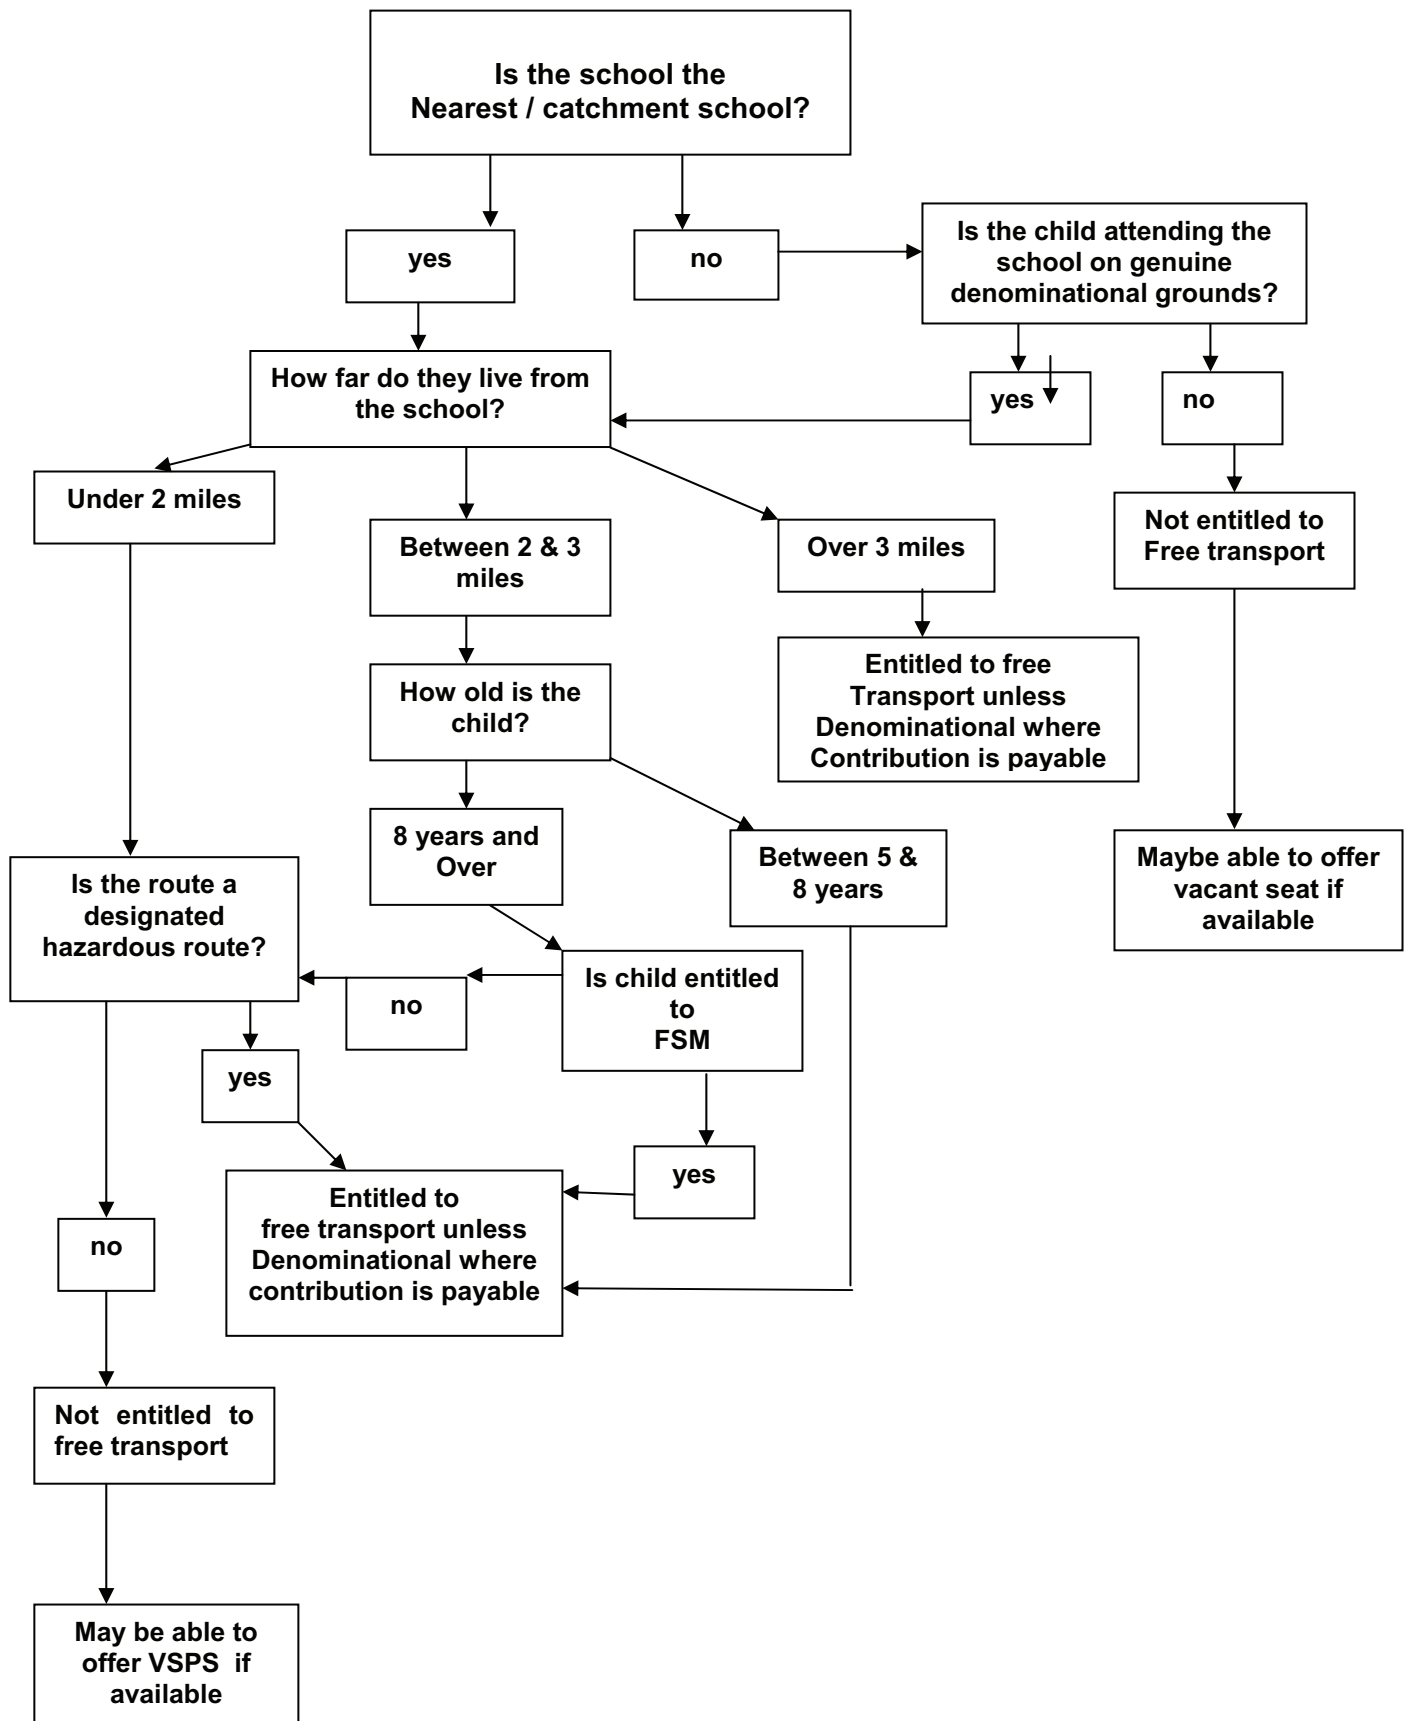 Is the school the
Nearest / catchment school?
yes
no
Is the child attending the
school on genuine
denominational grounds?
How far do they live from
the school?
yes
no
Under 2 miles
Between 2 & 3
miles
Over 3 miles
Not entitled to
Free transport
How old is the
child?
Entitled to free
Transport unless
Denominational where
Contribution is payable
8 years and
Over
Between 5 &
8 years
Maybe able to offer
vacant seat if
available
Is the route a
designated
hazardous route?
no
Is child entitled
to
FSM
yes
yes
Entitled to
free transport unless
Denominational where
contribution is payable
no
Not entitled to
free transport
May be able to
offer VSPS if
available